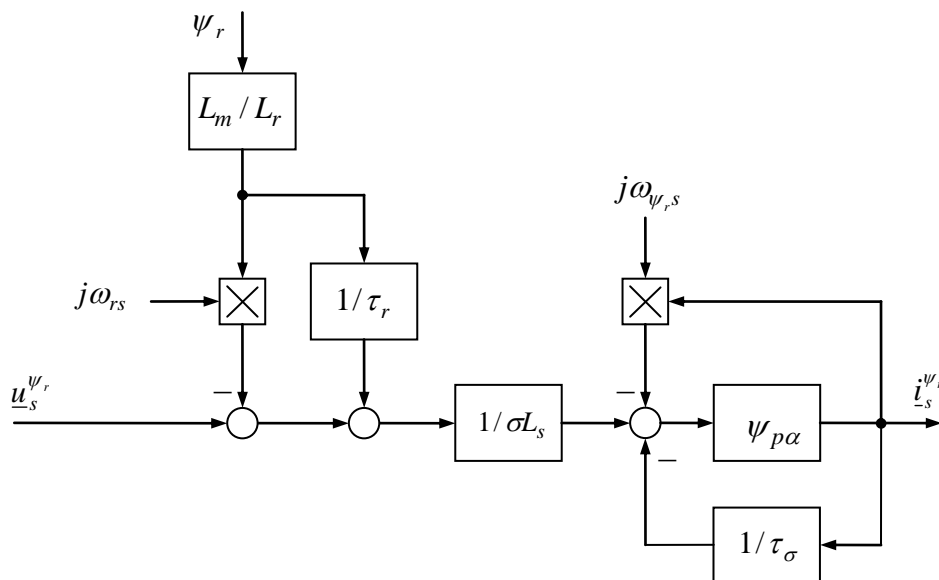 ψ_r
L_m / L_r
jω_{ψ_r s}
jω_{rs}
1/τ_r
−
−
u_s^{ψ_r}
1/σL_s
ψ_{pα}
i_s^{ψ_r}
−
1/τ_σ